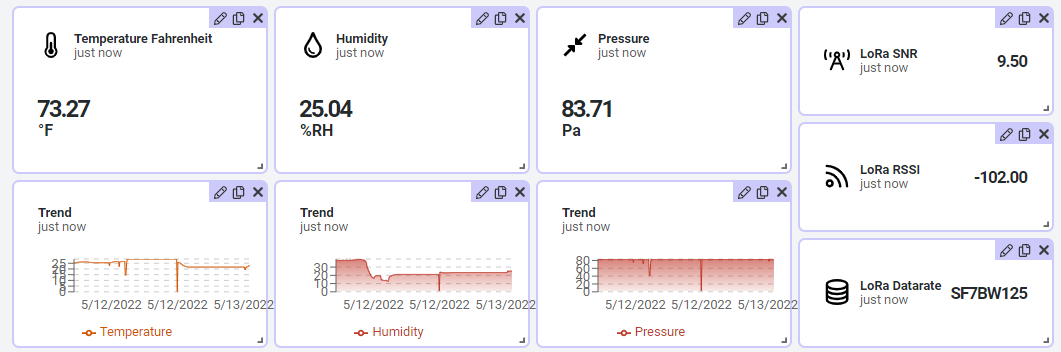 Temperature Fahrenheit
just now
73.27
°F
Humidity
just now
25.04
%RH
Pressure
just now
83.71
Pa
LoRa SNR
just now
9.50
LoRa RSSI
just now
-102.00
LoRa Datarate
just now
SF7BW125
Trend
just now
25
20
15
10
5
0
5/12/2022 5/12/2022 5/13/2022
Temperature
Trend
just now
30
20
10
0
5/12/2022 5/12/2022 5/13/2022
Humidity
Trend
just now
80
60
40
20
0
5/12/2022 5/12/2022 5/13/2022
Pressure